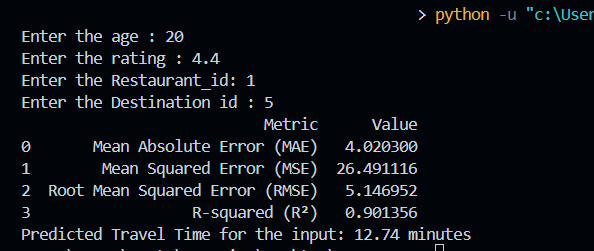 > python -u "c:\User
Enter the age : 20
Enter the rating : 4.4
Enter the Restaurant_id: 1
Enter the Destination id : 5
Metric Value
0 Mean Absolute Error (MAE) 4.020300
1 Mean Squared Error (MSE) 26.491116
2 Root Mean Squared Error (RMSE) 5.146952
3 R-squared (R²) 0.901356
Predicted Travel Time for the input: 12.74 minutes